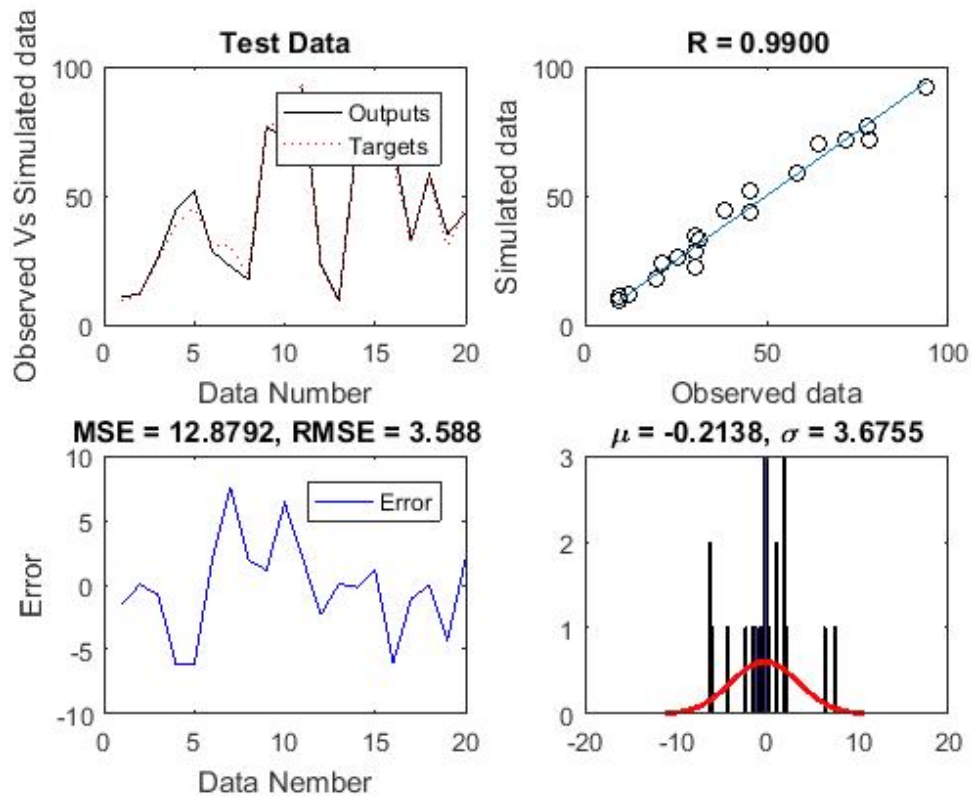 Test Data
Observed Vs Simulated data
100
50
0
Outputs
Targets
0 5 10 15 20
Data Number
R = 0.9900
Simulated data
100
50
0
0 50 100
Observed data
MSE = 12.8792, RMSE = 3.588
Error
10
5
0
-5
-10
Error
0 5 10 15 20
Data Nember
μ = -0.2138, σ = 3.6755
3
2
1
0
-20 -10 0 10 20